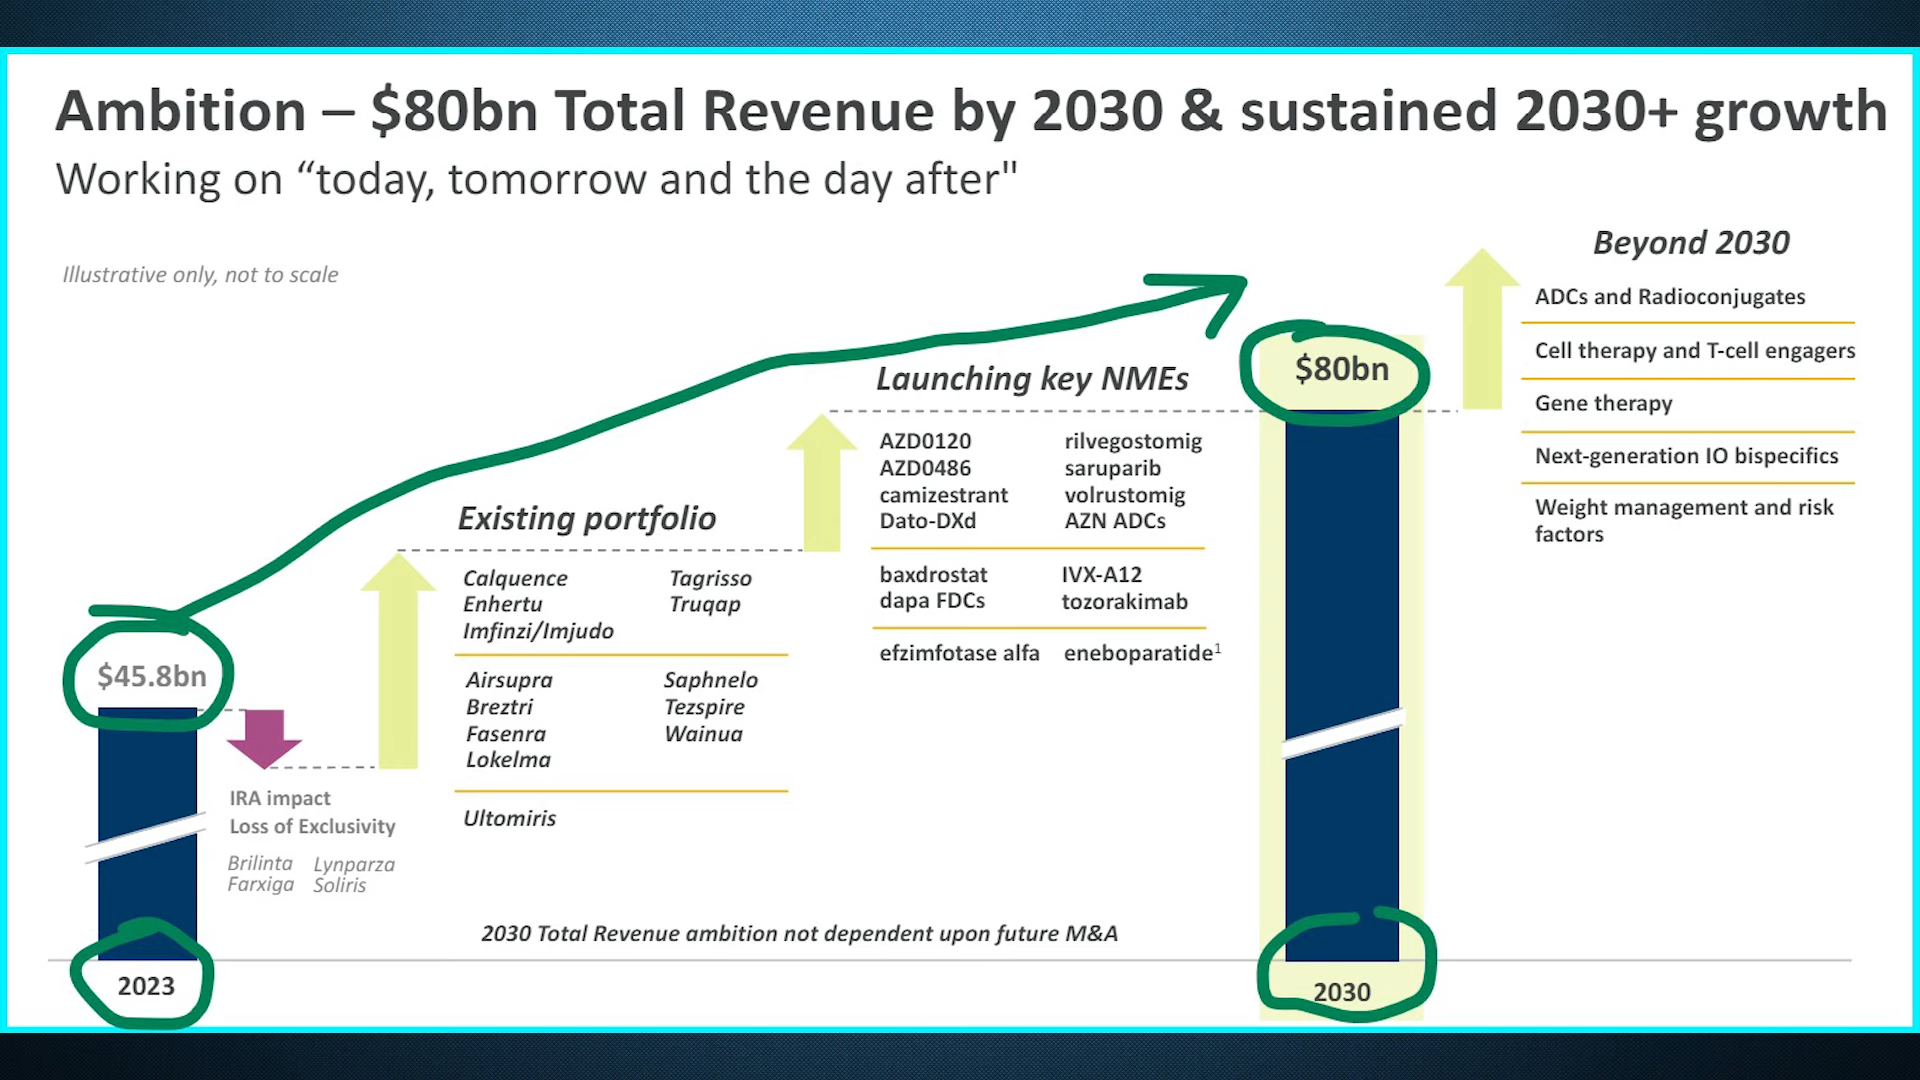 Ambition – $80bn Total Revenue by 2030 & sustained 2030+ growth
Working on “today, tomorrow and the day after"
Illustrative only, not to scale
$45.8bn
2023
IRA impact
Loss of Exclusivity
Brilinta Lynparza
Farxiga Soliris
Existing portfolio
Calquence Tagrisso
Enhertu Truqap
Imfinzi/Imjudo
Airsupra Saphnelo
Breztri Tezspire
Fasenra Wainua
Lokelma
Ultomiris
Launching key NMEs
AZD0120 rilvegostomig
AZD0486 saruparib
camizestrant volrustomig
Dato-DXd AZN ADCs
baxdrostat IVX-A12
dapa FDCs tozorakimab
efzimfotase alfa eneboparatide¹
$80bn
2030
Beyond 2030
ADCs and Radioconjugates
Cell therapy and T-cell engagers
Gene therapy
Next-generation IO bispecifics
Weight management and risk
factors
2030 Total Revenue ambition not dependent upon future M&A